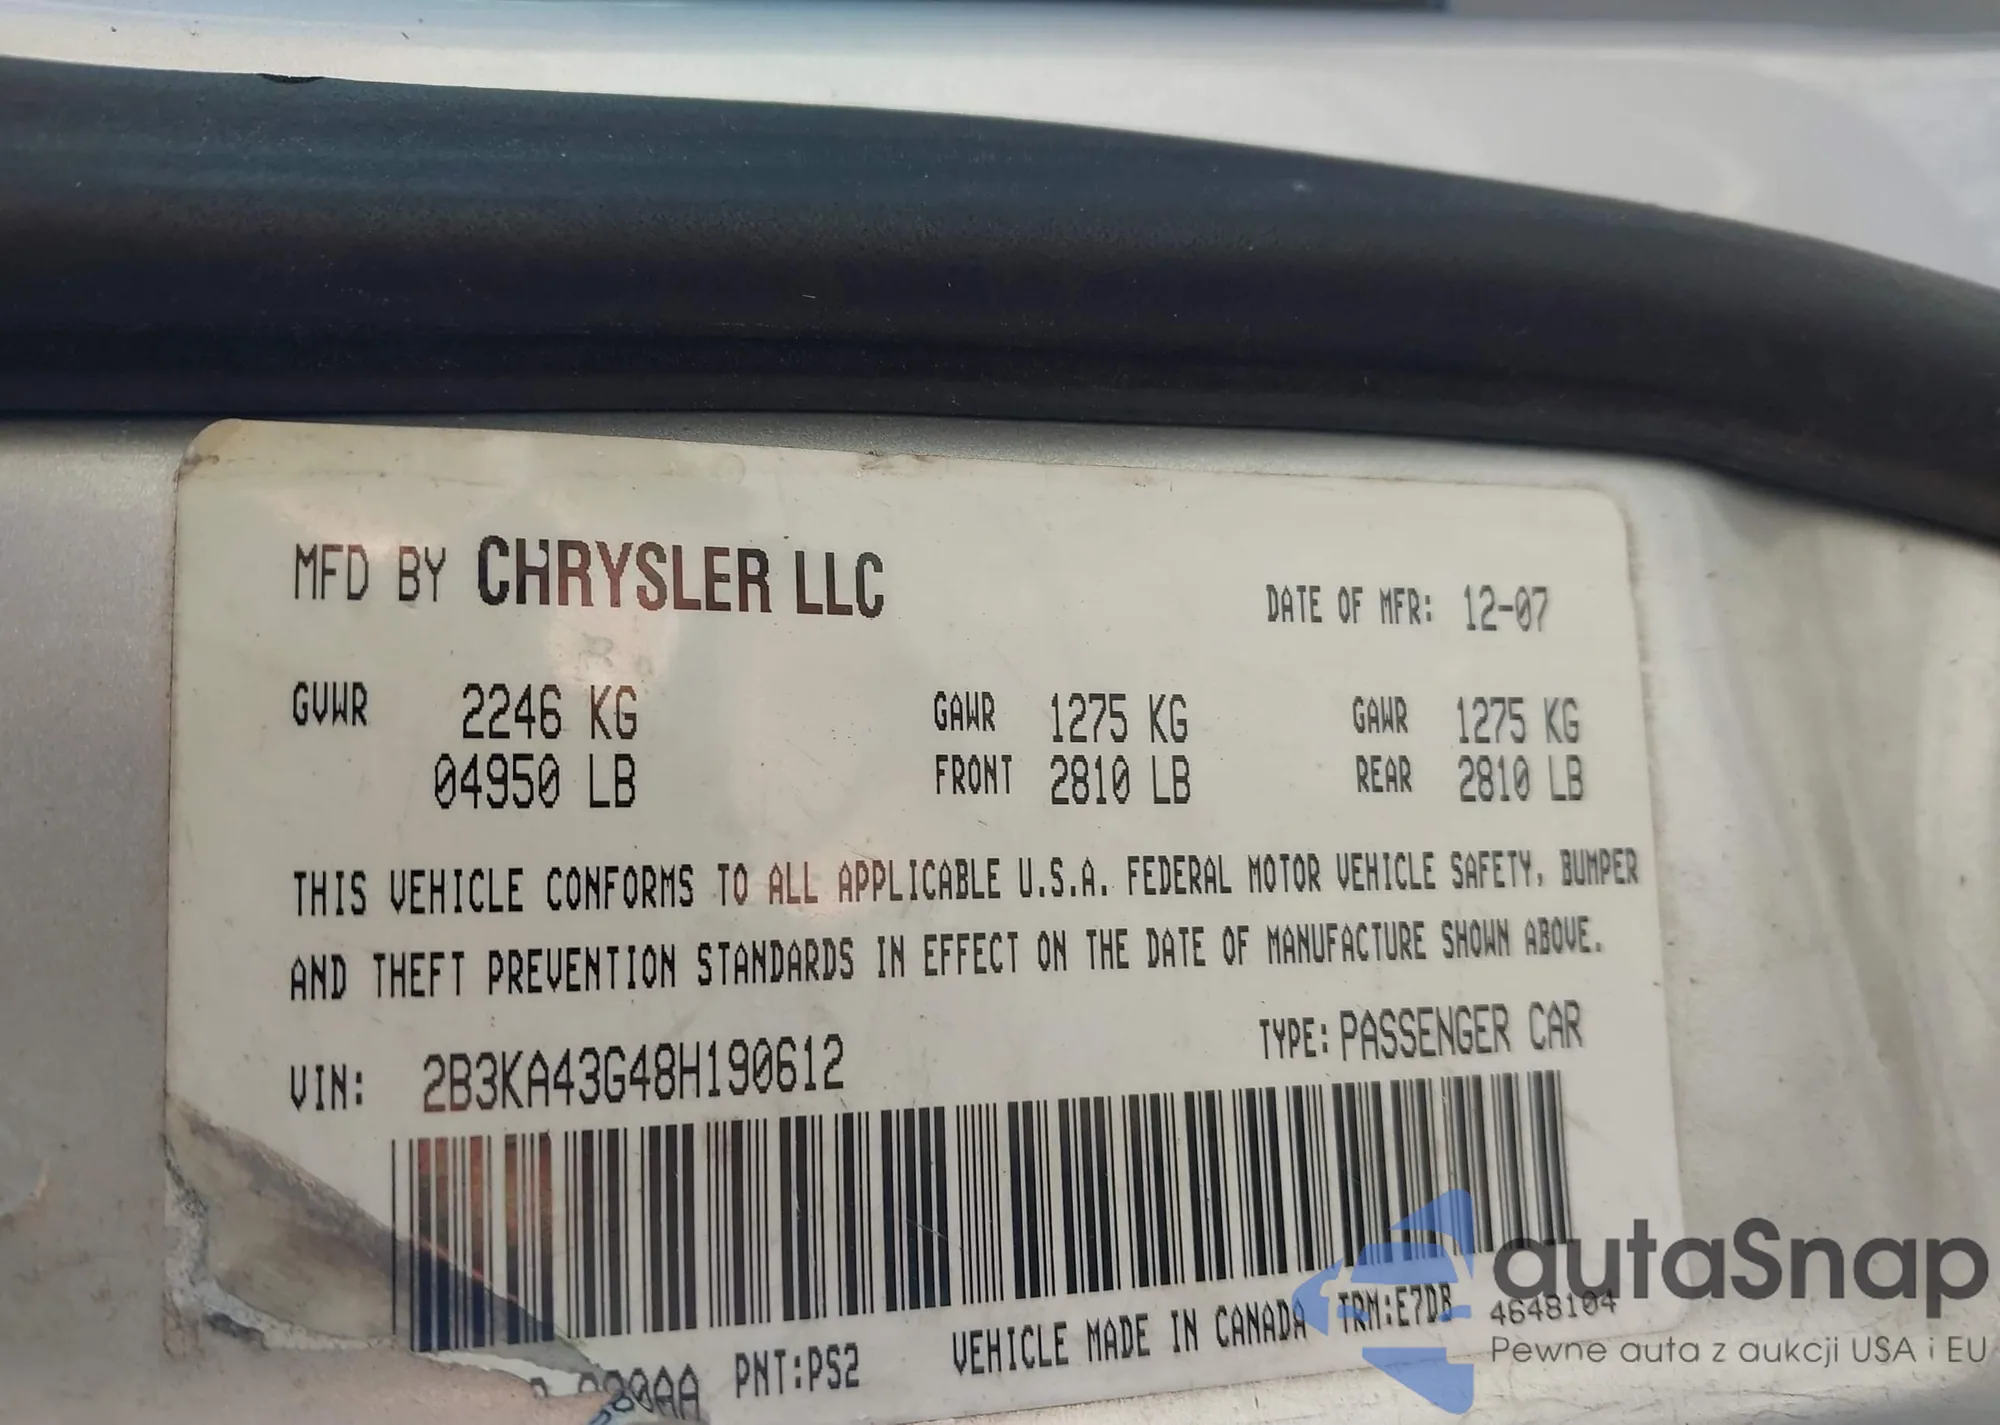 MFD BY CHRYSLER LLC
DATE OF MFR: 12-07
GVWR 2246 KG
04950 LB
GAWR 1275 KG
FRONT 2810 LB
GAWR 1275 KG
REAR 2810 LB
THIS VEHICLE CONFORMS TO ALL APPLICABLE U.S.A. FEDERAL MOTOR VEHICLE SAFETY, BUMPER
AND THEFT PREVENTION STANDARDS IN EFFECT ON THE DATE OF MANUFACTURE SHOWN ABOVE.
VIN: 2B3KA43G48H190612
TYPE: PASSENGER CAR
PNT:PS2
VEHICLE MADE IN CANADA
TRM:E7DB
4648104
autaSnap
Pewne auta z aukcji USA i EU